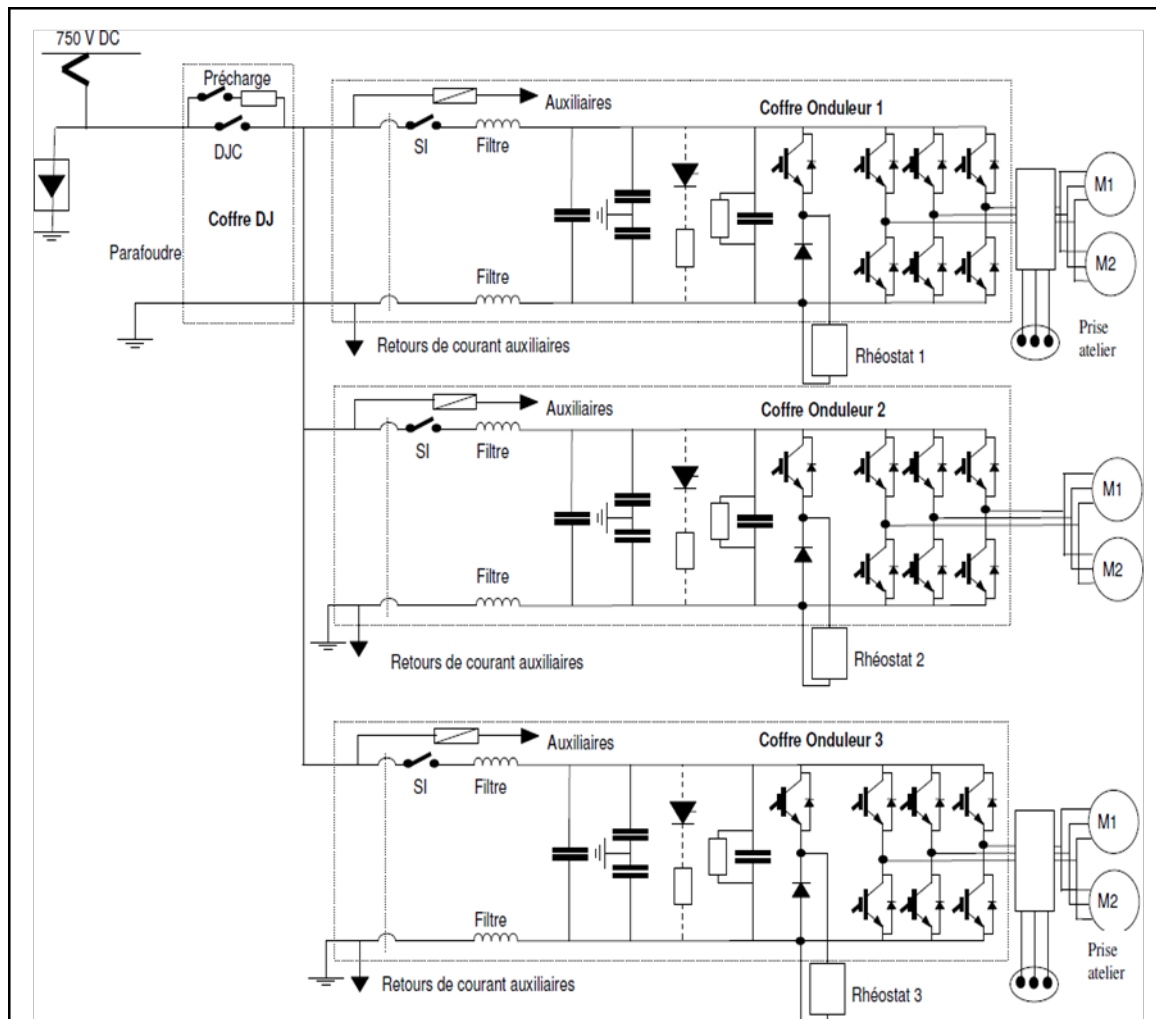 750 V DC
Précharge
DJC
Coffre DJ
Parafoudre
Auxiliaires
Coffre Onduleur 1
SI
Filtre
Filtre
Retours de courant auxiliaires
Rhéostat 1
M1
M2
Prise
atelier
Auxiliaires
Coffre Onduleur 2
SI
Filtre
Filtre
Retours de courant auxiliaires
Rhéostat 2
M1
M2
Auxiliaires
Coffre Onduleur 3
SI
Filtre
Filtre
Retours de courant auxiliaires
Rhéostat 3
M1
M2
Prise
atelier